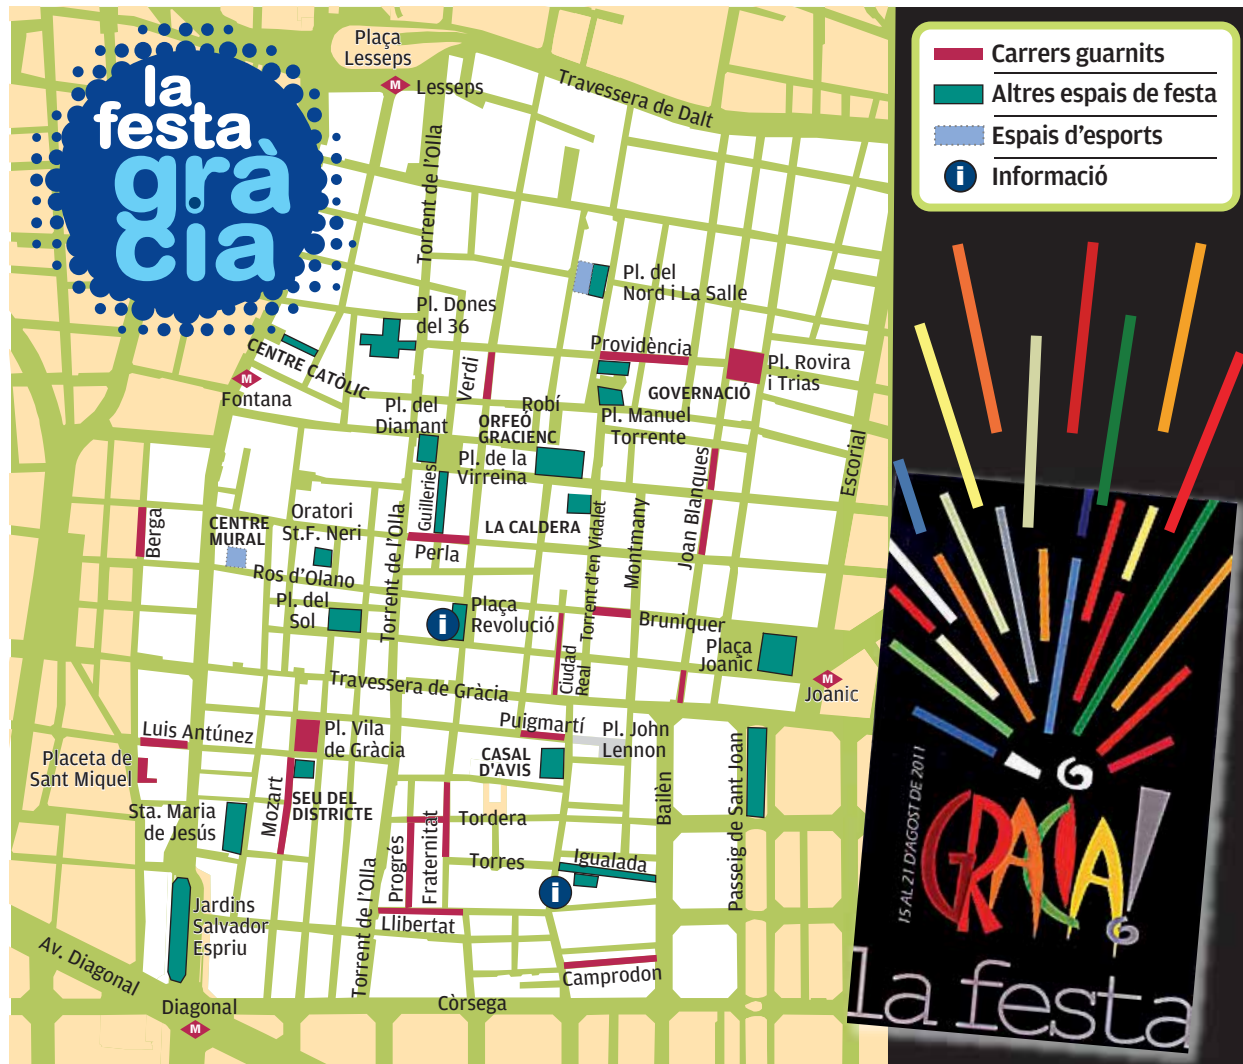 la
festa
grà
cia
Plaça
Lesseps
M
Lesseps
Travessera de Dalt
Torrent de l'Olla
Carrers guarnits
Altres espais de festa
Espais d'esports
i
Informació
Pl. del
Nord i La Salle
Pl. Dones
del 36
CENTRE CATÒLIC
M
Fontana
Verdi
Providència
Pl. Rovira
i Trias
GOVERNACIÓ
Robí
Pl. del
Diamant
ORFEÓ
GRACIENC
Pl. Manuel
Torrente
Pl. de la
Virreina
Escorial
Guilleries
Joan Blanques
Berga
CENTRE
MURAL
Oratori
St.F. Neri
Torrent de l'Olla
LA CALDERA
Torrent d'en Vidalet
Montmany
Perla
Ros d'Olano
Pl. del
Sol
i
Plaça
Revolució
Bruniquer
Plaça
Joanic
Ciudad
Real
M
Joanic
Travessera de Gràcia
Luis Antúnez
Pl. Vila
de Gràcia
Puigmartí
Pl. John
Lennon
Placeta de
Sant Miquel
CASAL
D'AVIS
Mozart
SEU DEL
DISTRICTE
Sta. Maria
de Jesús
Bailèn
Passeig de Sant Joan
Tordera
Progrés
Fraternitat
Torres
Igualada
i
Torrent de l'Olla
Llibertat
Jardins
Salvador
Espriu
Av. Diagonal
Camprodon
Diagonal
M
Còrsega
15 AL 21 D'AGOST DE 2011
GRÀCIA!
la festa